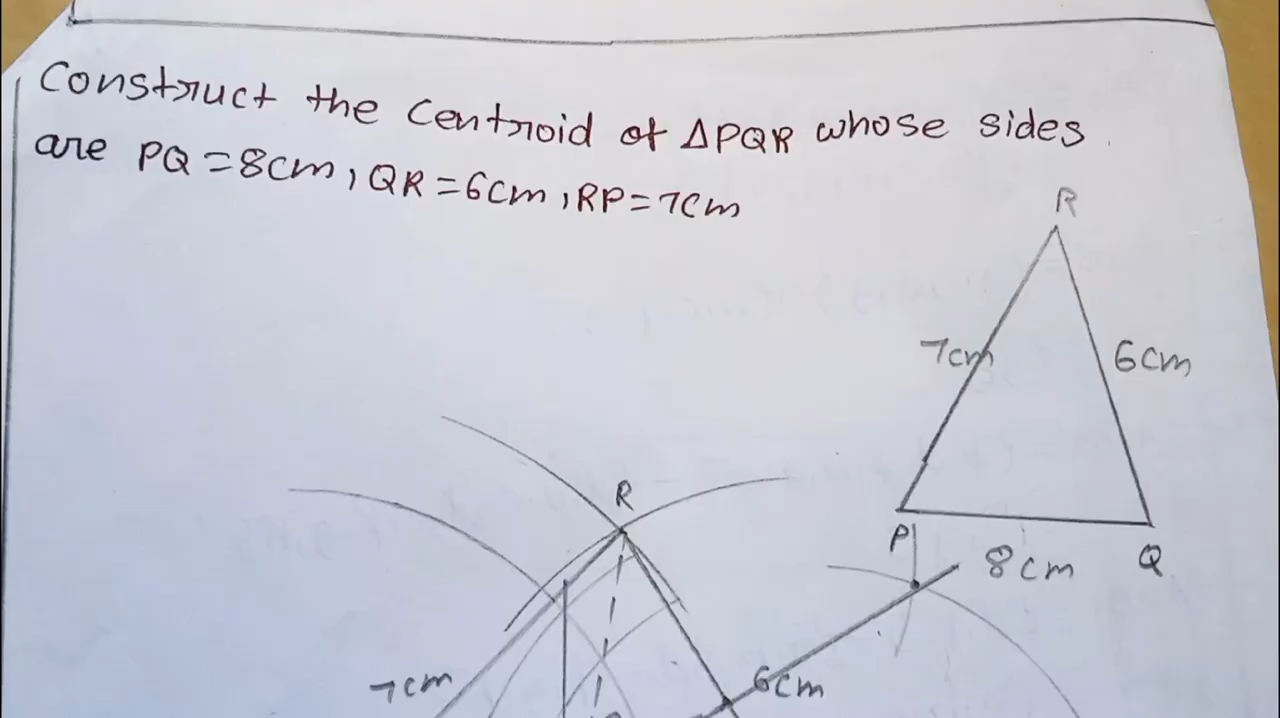 Construct the Centroid of ΔPQR whose sides
are PQ=8cm, QR=6cm, RP=7cm
R
7cm
6cm
P
8cm
Q
R
7cm
6cm